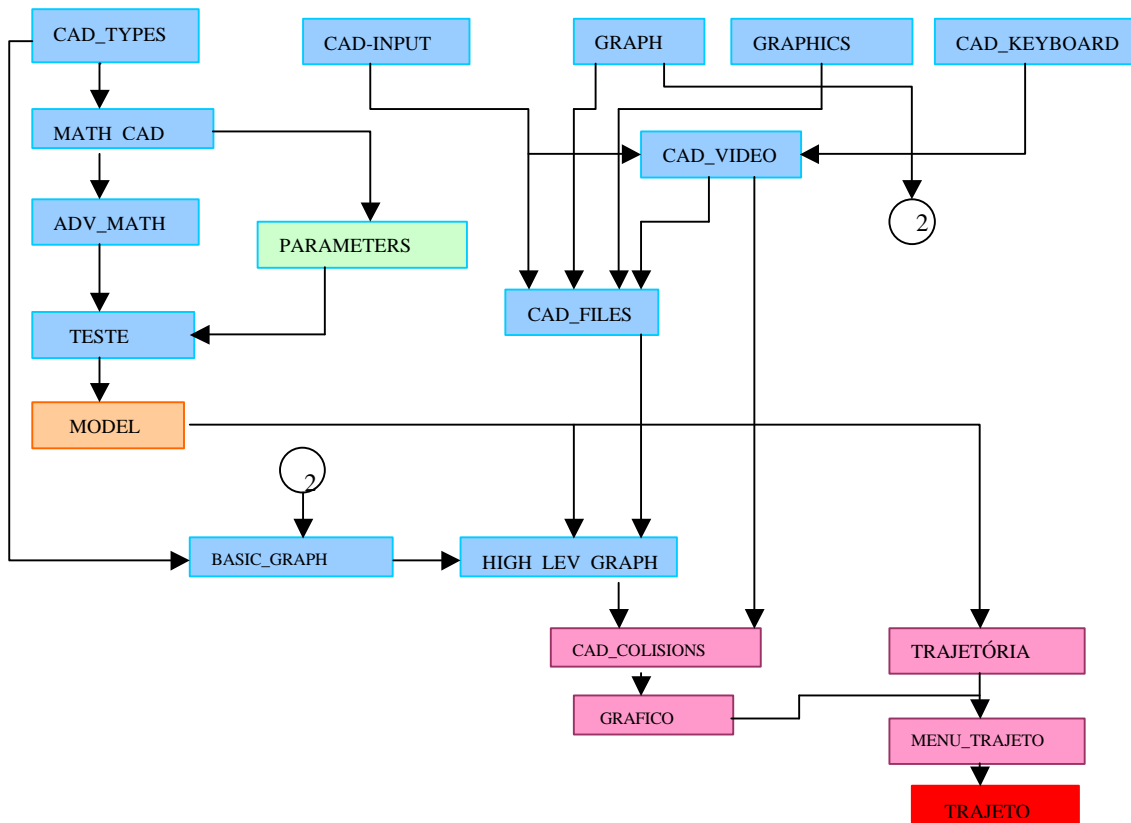 CAD_TYPES
CAD-INPUT
GRAPH
GRAPHICS
CAD_KEYBOARD
MATH CAD
CAD_VIDEO
ADV_MATH
2
PARAMETERS
CAD_FILES
TESTE
MODEL
2
BASIC_GRAPH
HIGH LEV GRAPH
CAD_COLISIONS
TRAJETÓRIA
GRAFICO
MENU_TRAJETO
TRAJETO